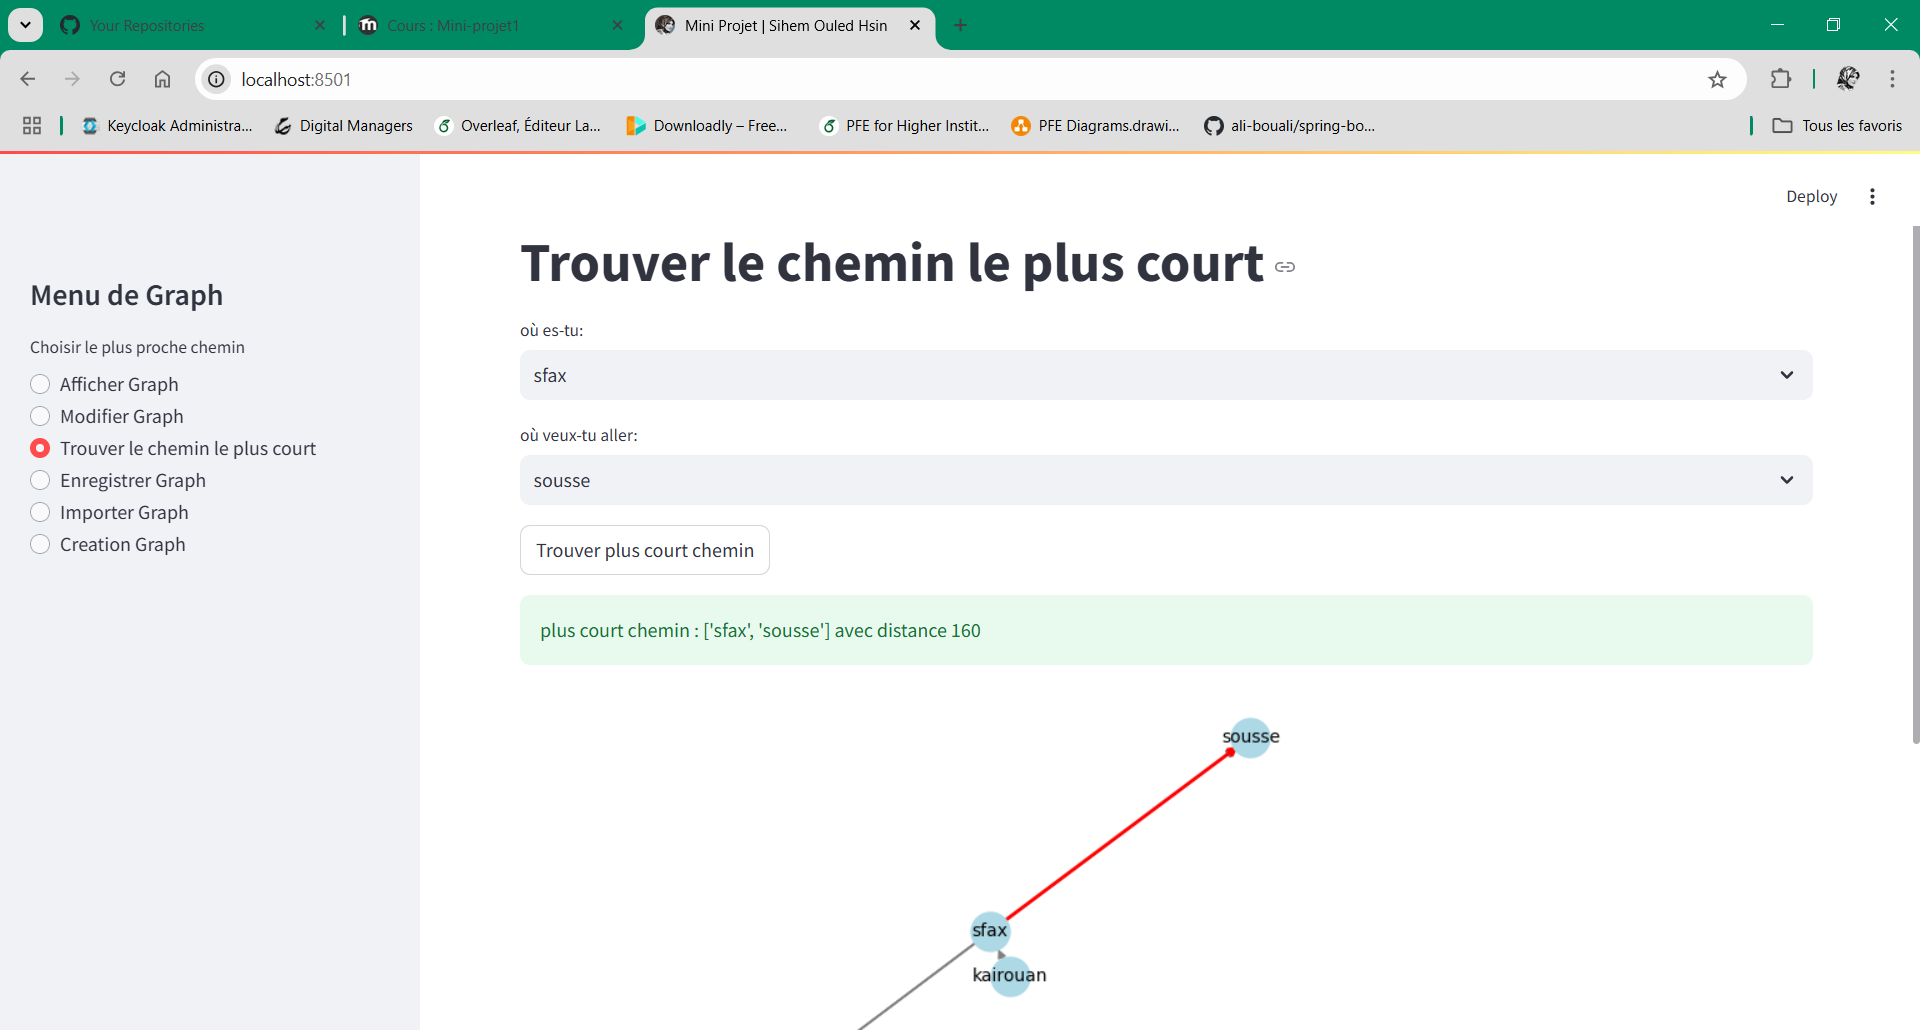 Your Repositories
Cours : Mini-projet1
Mini Projet | Sihem Ouled Hsin
localhost:8501
Keycloak Administra...
Digital Managers
Overleaf, Éditeur La...
Downloadly – Free...
PFE for Higher Instit...
PFE Diagrams.drawi...
ali-bouali/spring-bo...
Tous les favoris
Deploy
Menu de Graph
Choisir le plus proche chemin
Afficher Graph
Modifier Graph
Trouver le chemin le plus court
Enregistrer Graph
Importer Graph
Creation Graph
Trouver le chemin le plus court
où es-tu:
sfax
où veux-tu aller:
sousse
Trouver plus court chemin
plus court chemin : ['sfax', 'sousse'] avec distance 160
sousse
sfax
kairouan